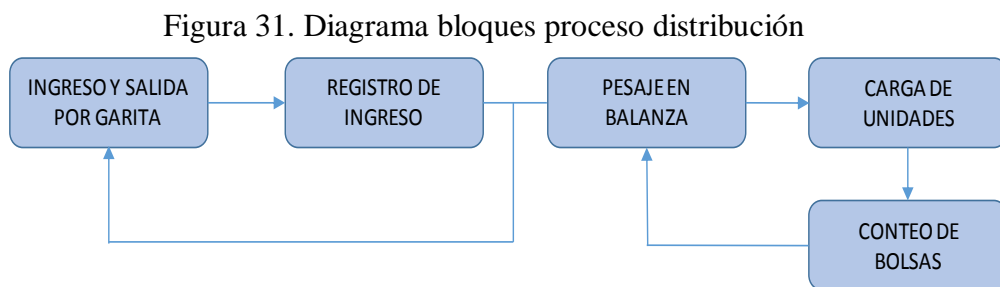 Figura 31. Diagrama bloques proceso distribución
INGRESO Y SALIDA
POR GARITA
REGISTRO DE
INGRESO
PESAJE EN
BALANZA
CARGA DE
UNIDADES
CONTEO DE
BOLSAS